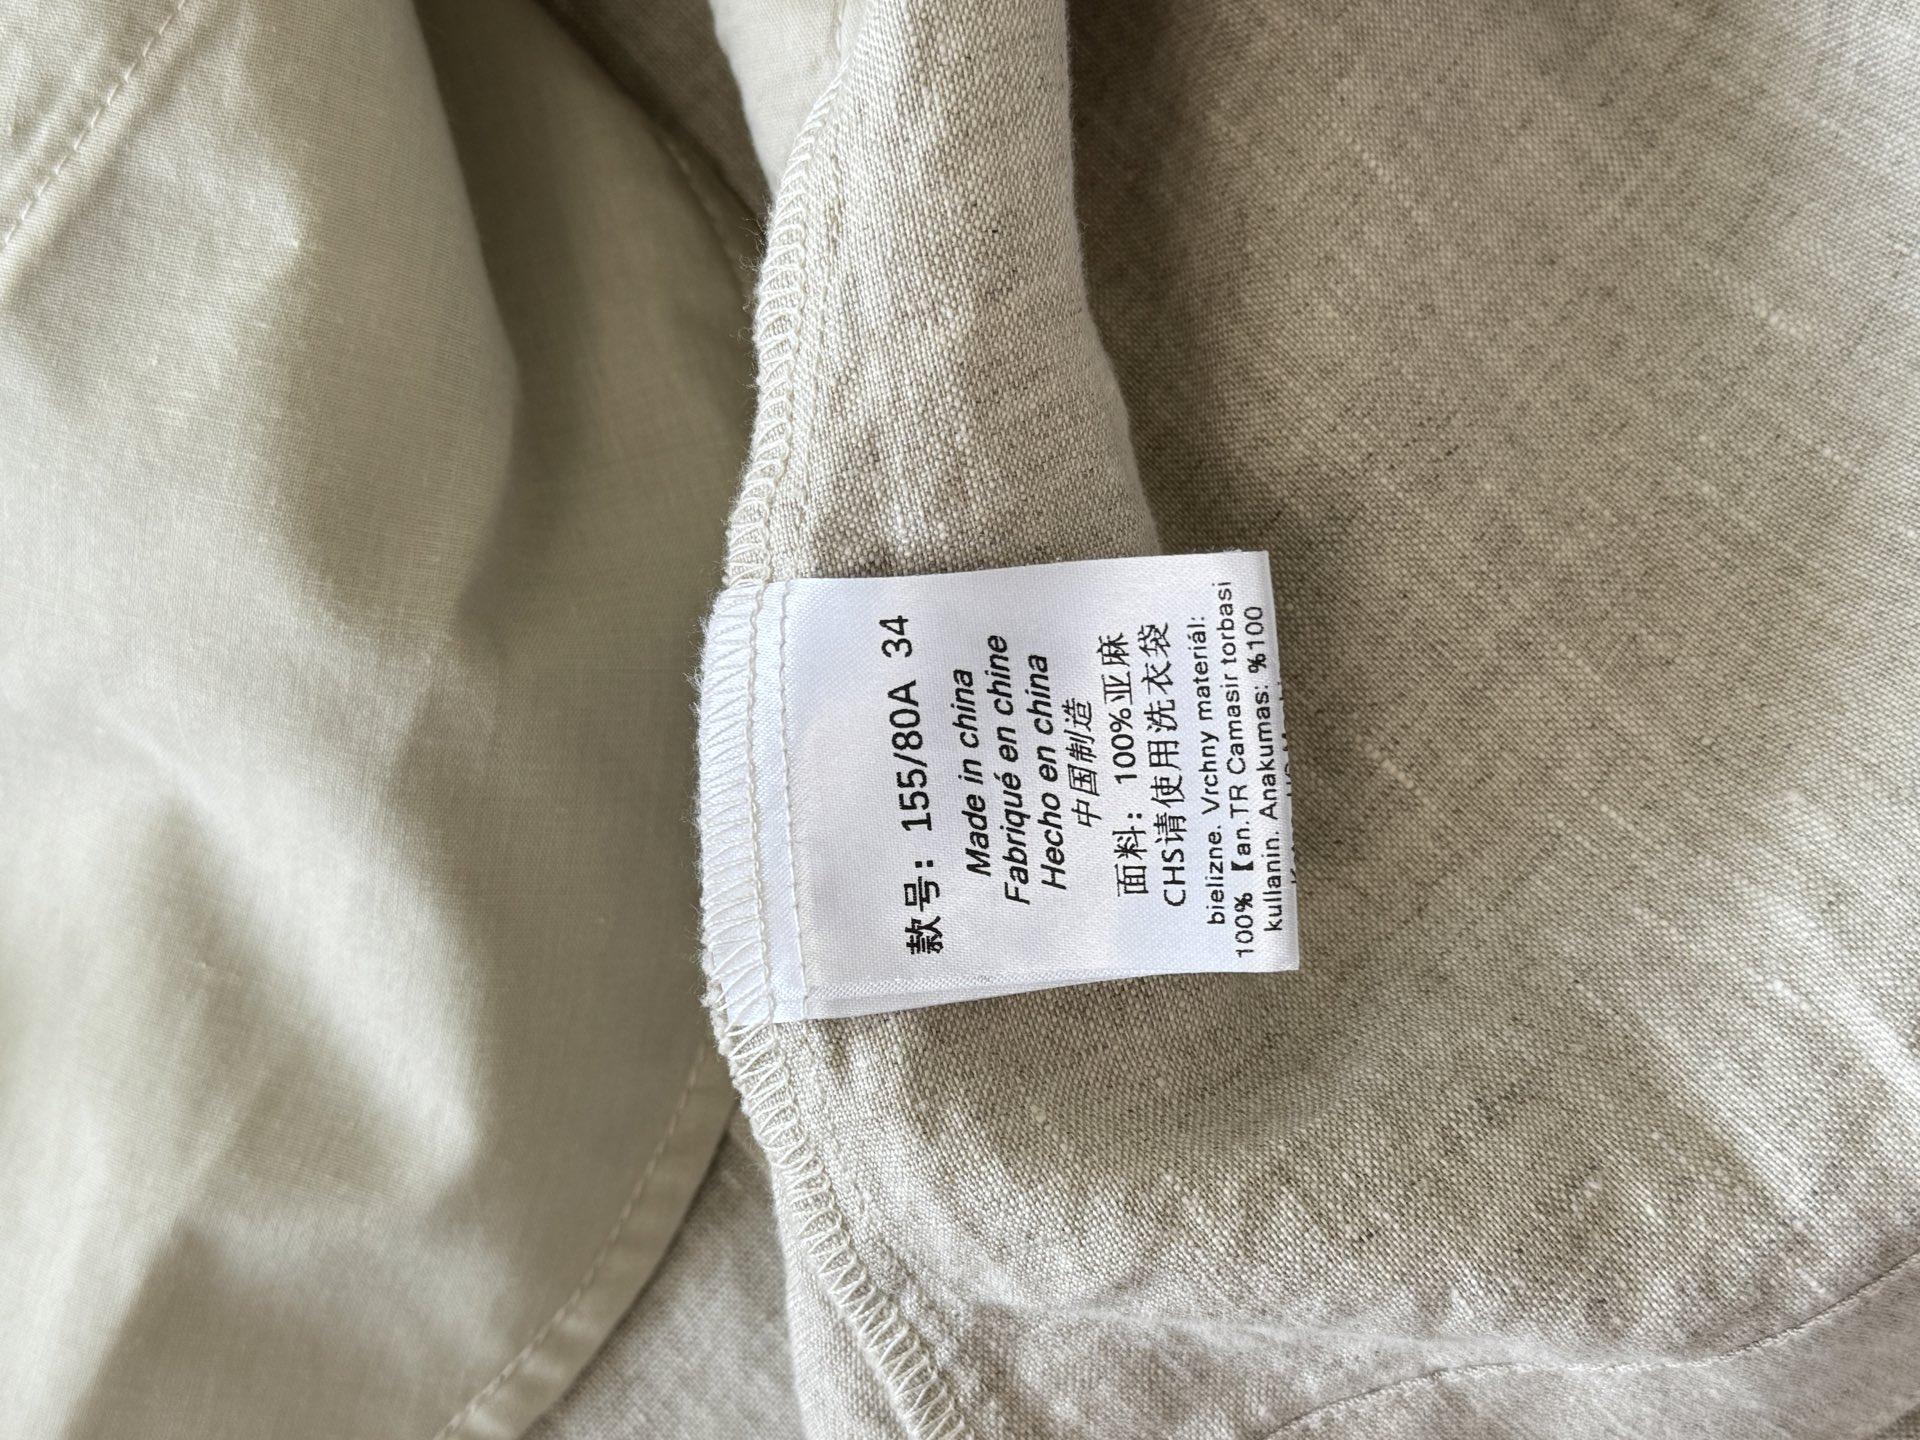 款号: 155/80A 34
Made in china
Fabriqué en chine
Hecho en china
中国制造
面料: 100%亚麻
CHS请使用洗衣袋
bielizne. Vrchny materiál:
100%【an.TR Camasir torbasi
kullanin. Anakumas: %100